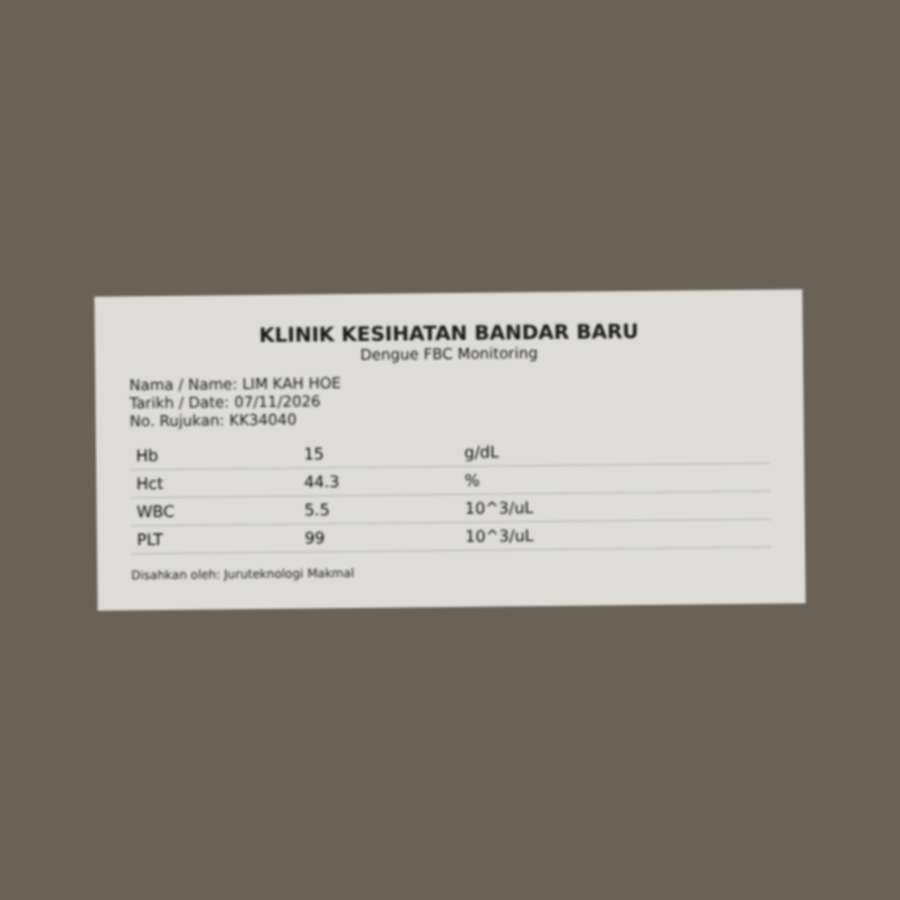 KLINIK KESIHATAN BANDAR BARU
Dengue FBC Monitoring
Nama / Name: LIM KAH HOE
Tarikh / Date: 07/11/2026
No. Rujukan: KK34040
Hb 15 g/dL
Hct 44.3 %
WBC 5.5 10^3/uL
PLT 99 10^3/uL
Disahkan oleh: Juruteknologi Makmal